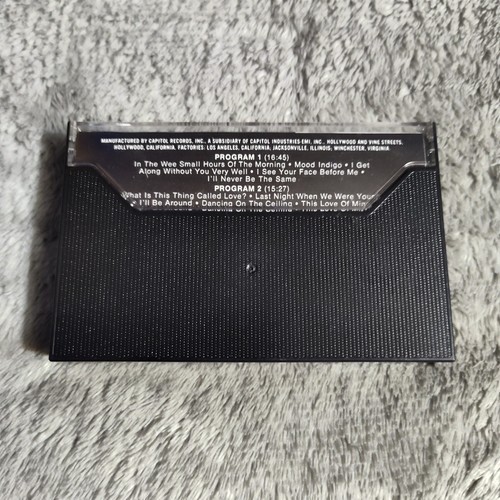 MANUFACTURED BY CAPITOL RECORDS, INC., A SUBSIDIARY OF CAPITOL INDUSTRIES-EMI, INC., HOLLYWOOD AND VINE STREETS,
HOLLYWOOD, CALIFORNIA. FACTORIES: LOS ANGELES, CALIFORNIA, JACKSONVILLE, ILLINOIS, WINCHESTER, VIRGINIA.
PROGRAM 1 (16:45)
In The Wee Small Hours Of The Morning • Mood Indigo • I Get
Along Without You Very Well • I See Your Face Before Me •
I'll Never Be The Same
PROGRAM 2 (15:27)
What Is This Thing Called Love? • Last Night When We Were Your
• I'll Be Around • Dancing On The Ceiling • This Love Of Min